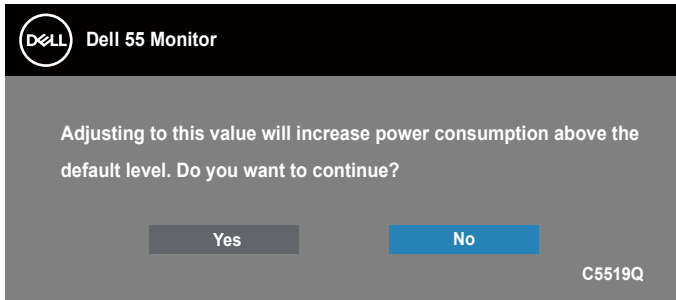 DELL Dell 55 Monitor
Adjusting to this value will increase power consumption above the
default level. Do you want to continue?
Yes No
C5519Q